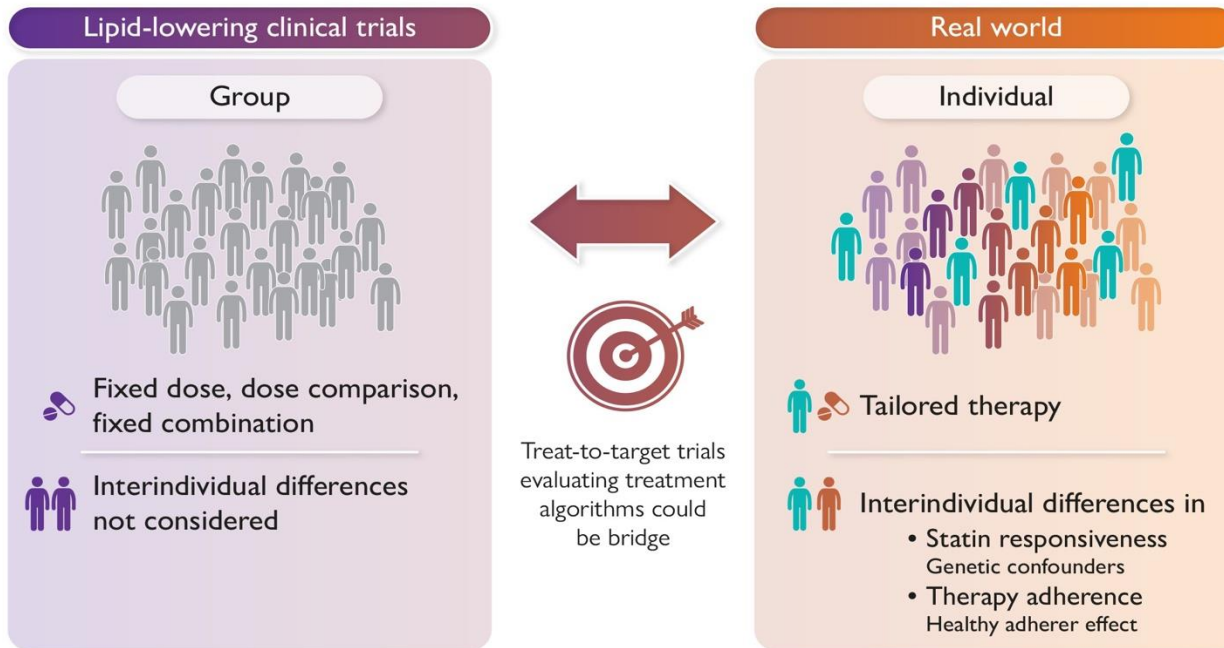 Lipid-lowering clinical trials
Group
Fixed dose, dose comparison,
fixed combination
Interindividual differences
not considered
Treat-to-target trials
evaluating treatment
algorithms could
be bridge
Real world
Individual
Tailored therapy
Interindividual differences in
• Statin responsiveness
Genetic confounders
• Therapy adherence
Healthy adherer effect